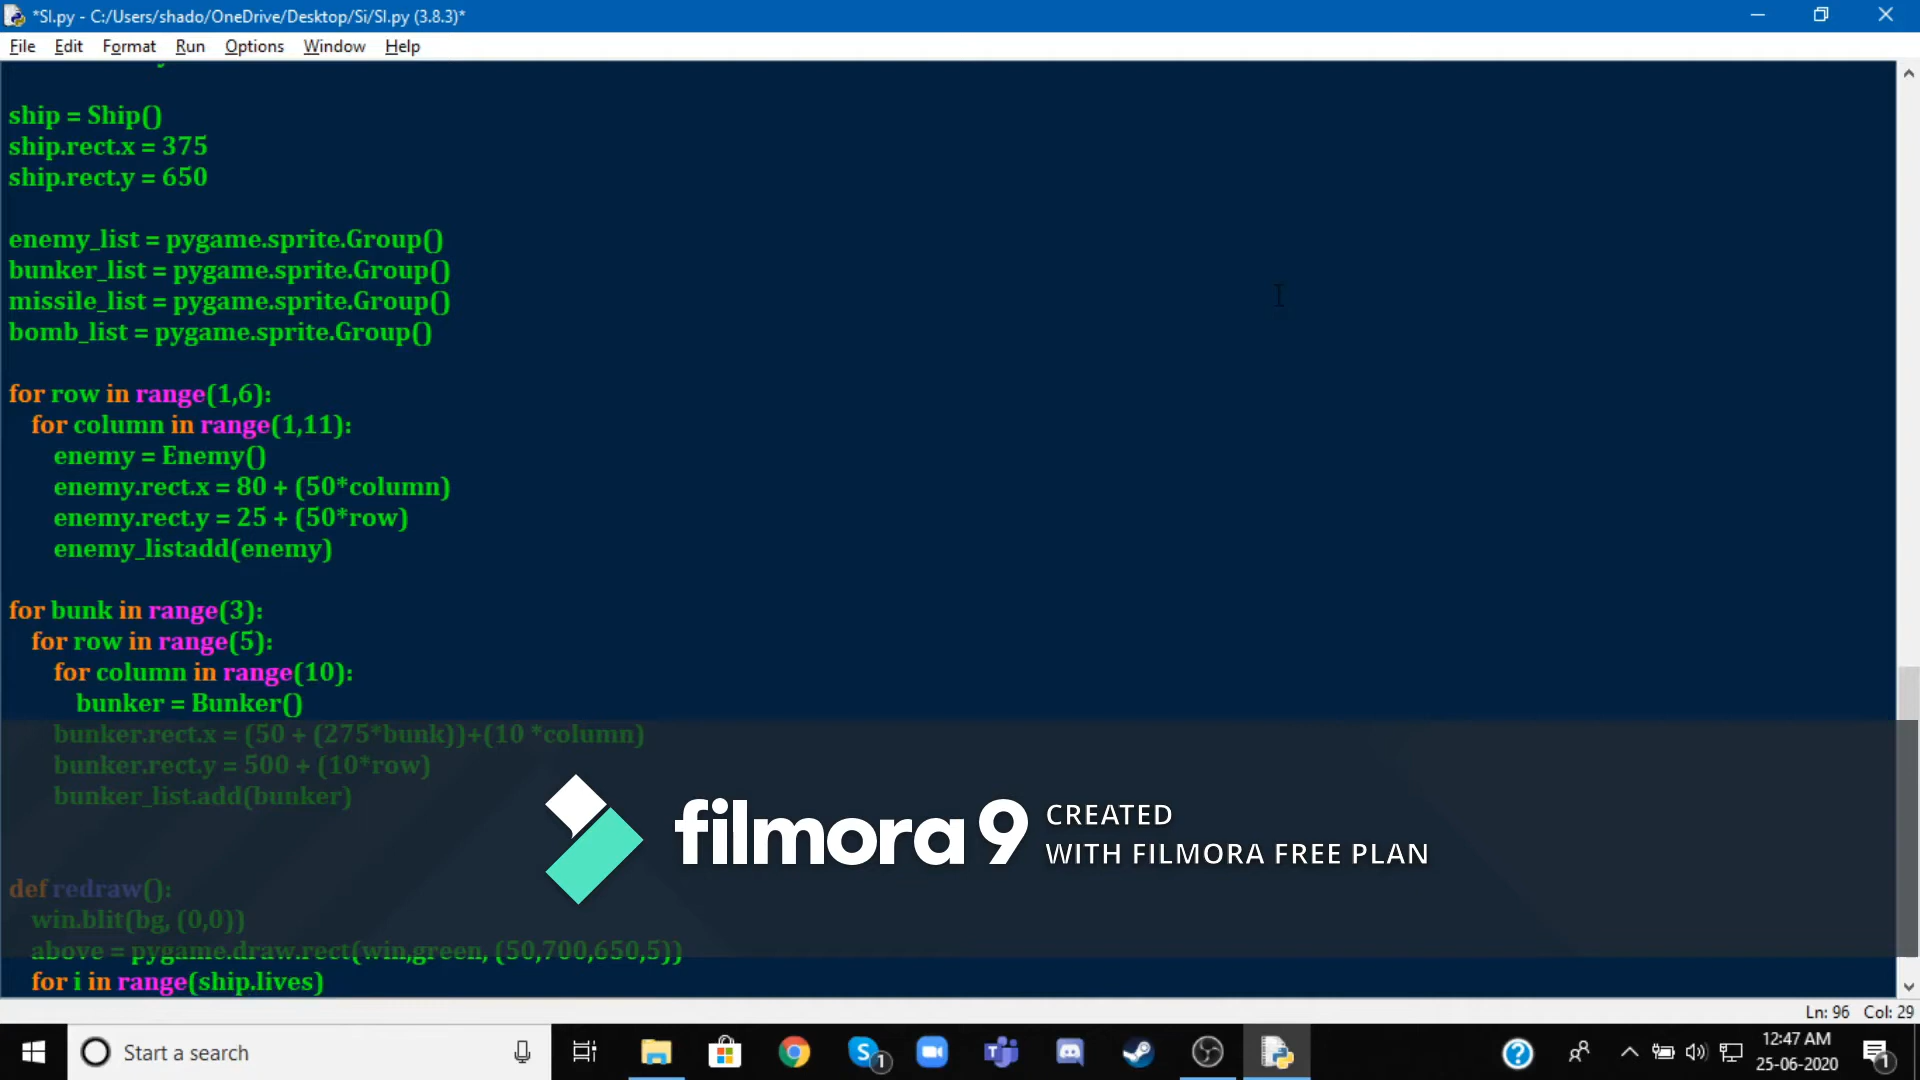 *SI.py - C:/Users/shado/OneDrive/Desktop/Si/SI.py (3.8.3)*
File Edit Format Run Options Window Help
ship = Ship()
ship.rect.x = 375
ship.rect.y = 650
enemy_list = pygame.sprite.Group()
bunker_list = pygame.sprite.Group()
missile_list = pygame.sprite.Group()
bomb_list = pygame.sprite.Group()
for row in range(1,6):
for column in range(1,11):
enemy = Enemy()
enemy.rect.x = 80 + (50*column)
enemy.rect.y = 25 + (50*row)
enemy_listadd(enemy)
for bunk in range(3):
for row in range(5):
for column in range(10):
bunker = Bunker()
bunker.rect.x = (50 + (275*bunk))+(10 *column)
bunker.rect.y = 500 + (10*row)
bunker_list.add(bunker)
filmora 9 CREATED
WITH FILMORA FREE PLAN
def redraw():
win.blit(bg, (0,0))
above = pygame.draw.rect(win,green, (50,700,650,5))
for i in range(ship.lives)
Ln: 96 Col: 29
Start a search
1
12:47 AM
25-06-2020
1